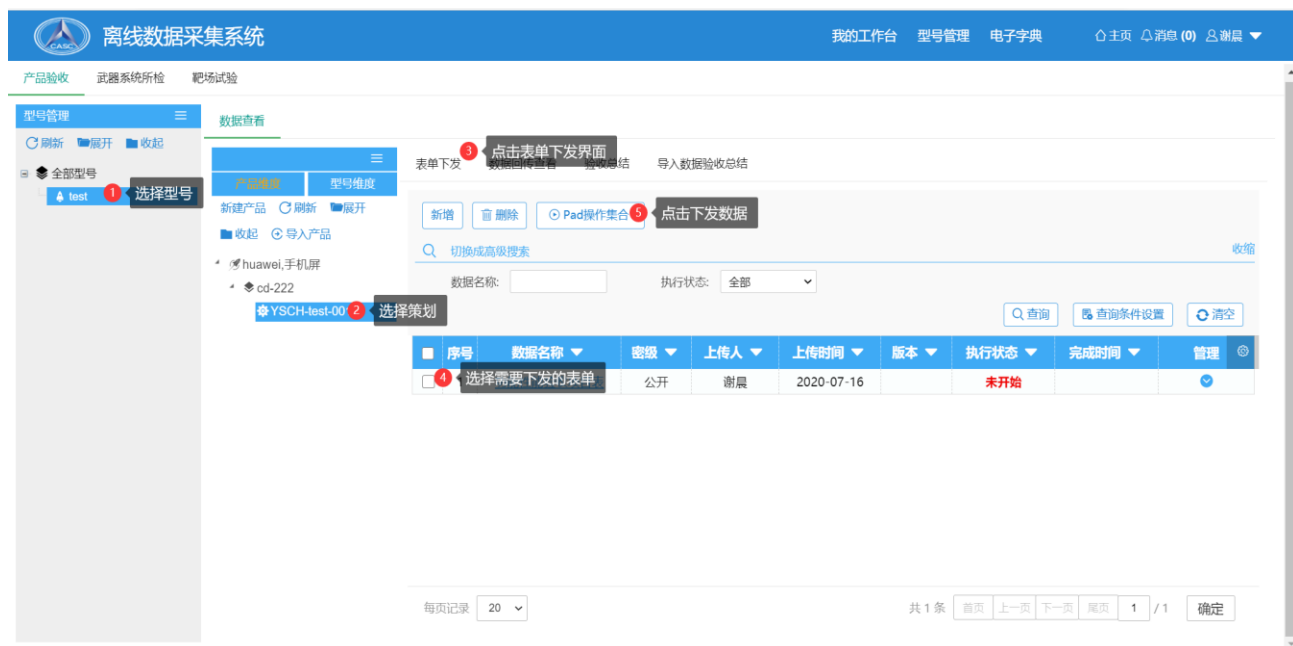 CASC 离线数据采集系统 我的工作台 型号管理 电子字典 主页 消息 (0) 谢晨
产品验收 武器系统所检 靶场试验
型号管理
刷新 展开 收起
全部型号
test 1 选择型号
数据查看
产品维度 型号维度
新建产品 刷新 展开
收起 导入产品
huawei,手机屏
cd-222
YSCH-test-00 2 选择策划
表单下发 3 点击表单下发界面 数据回传查看 验收总结 导入数据验收总结
新增 删除 Pad操作集合 5 点击下发数据
切换成高级搜索 收缩
数据名称: 执行状态: 全部
查询 查询条件设置 清空
序号 数据名称 密级 上传人 上传时间 版本 执行状态 完成时间 管理
4 选择需要下发的表单 公开 谢晨 2020-07-16 未开始
每页记录 20 共 1 条 首页 上一页 下一页 尾页 1 / 1 确定